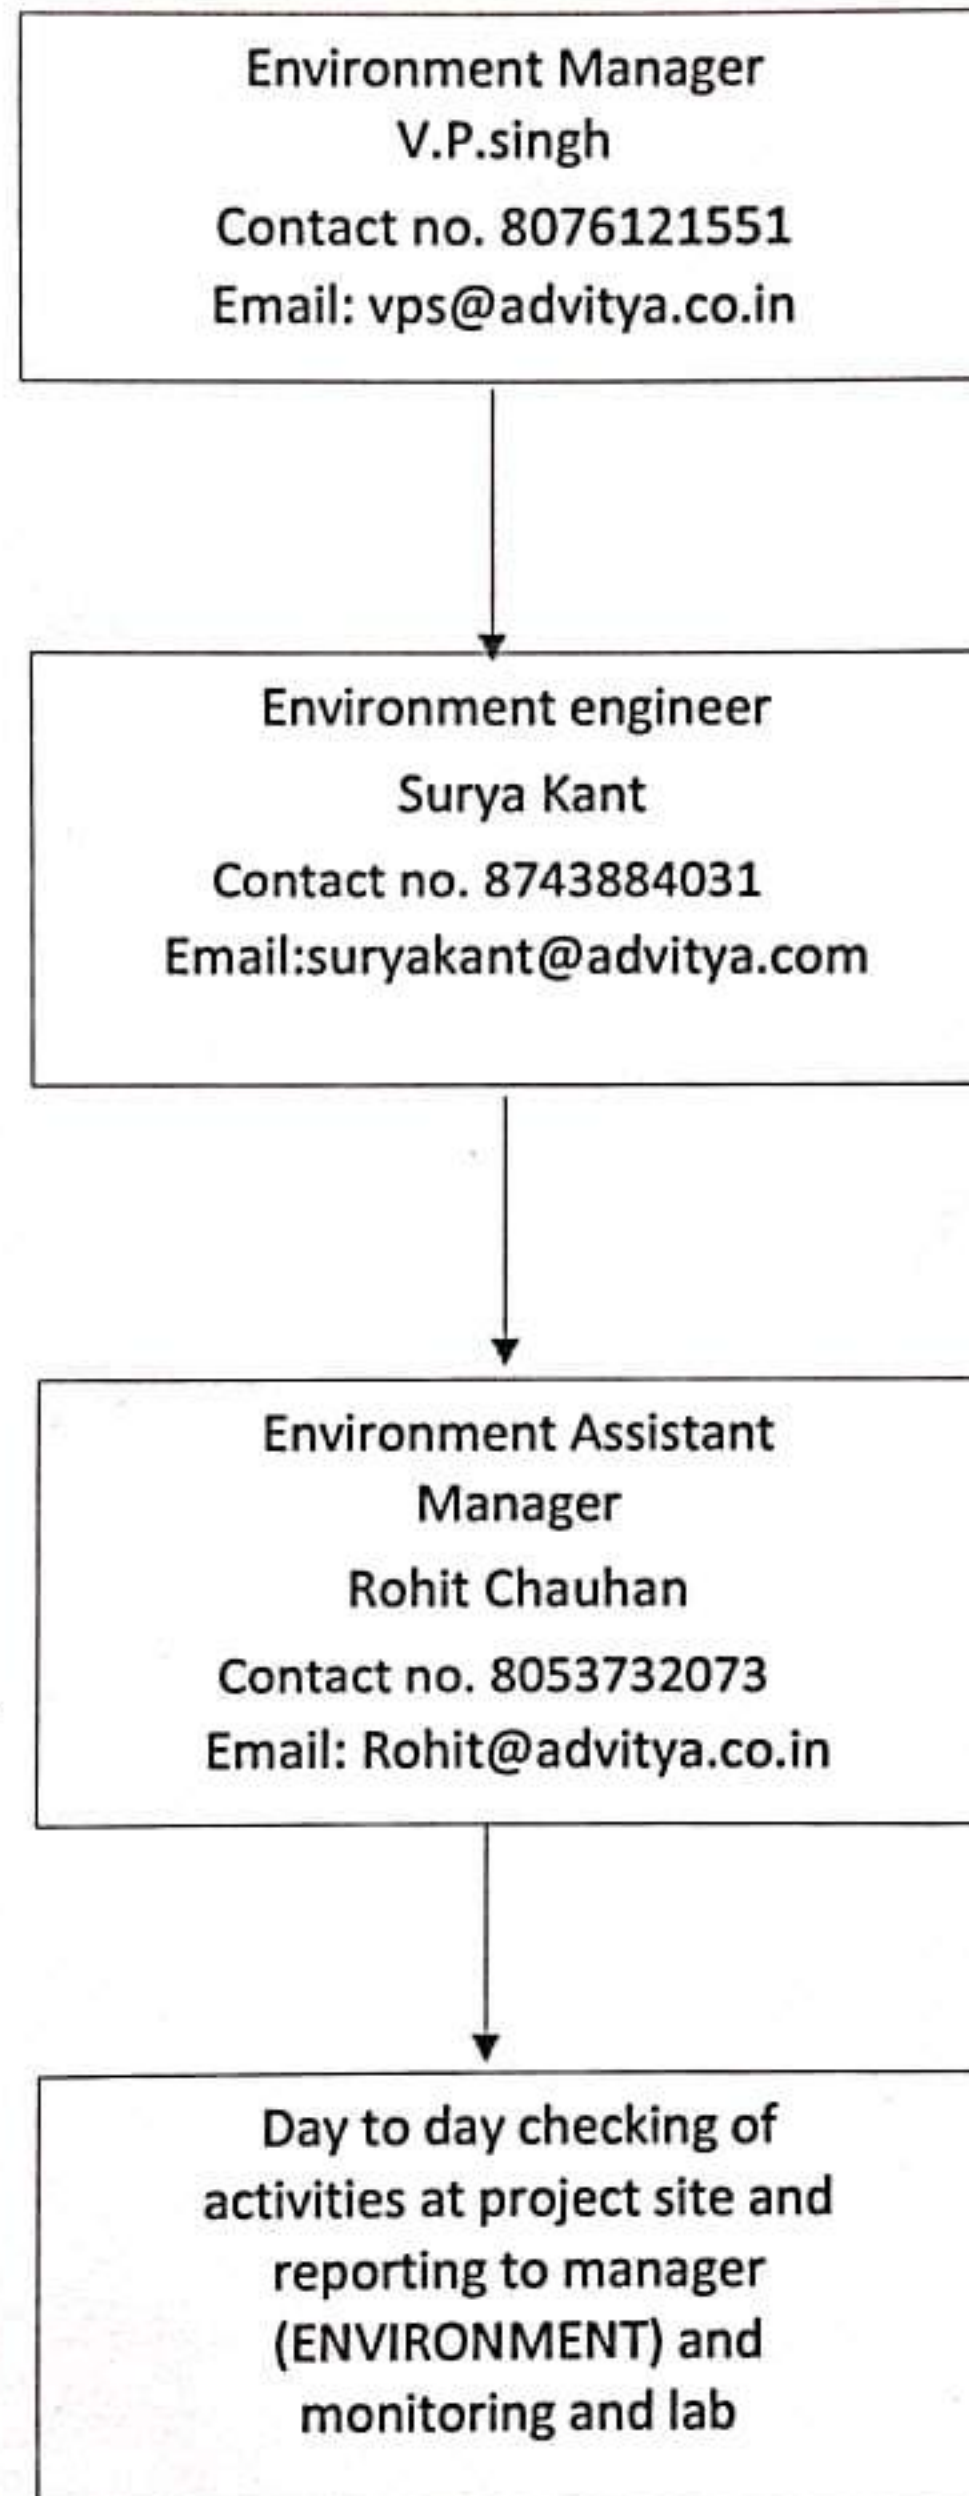 Environment Manager
V.P.singh
Contact no. 8076121551
Email: vps@advitya.co.in
Environment engineer
Surya Kant
Contact no. 8743884031
Email:suryakant@advitya.com
Environment Assistant
Manager
Rohit Chauhan
Contact no. 8053732073
Email: Rohit@advitya.co.in
Day to day checking of
activities at project site and
reporting to manager
(ENVIRONMENT) and
monitoring and lab